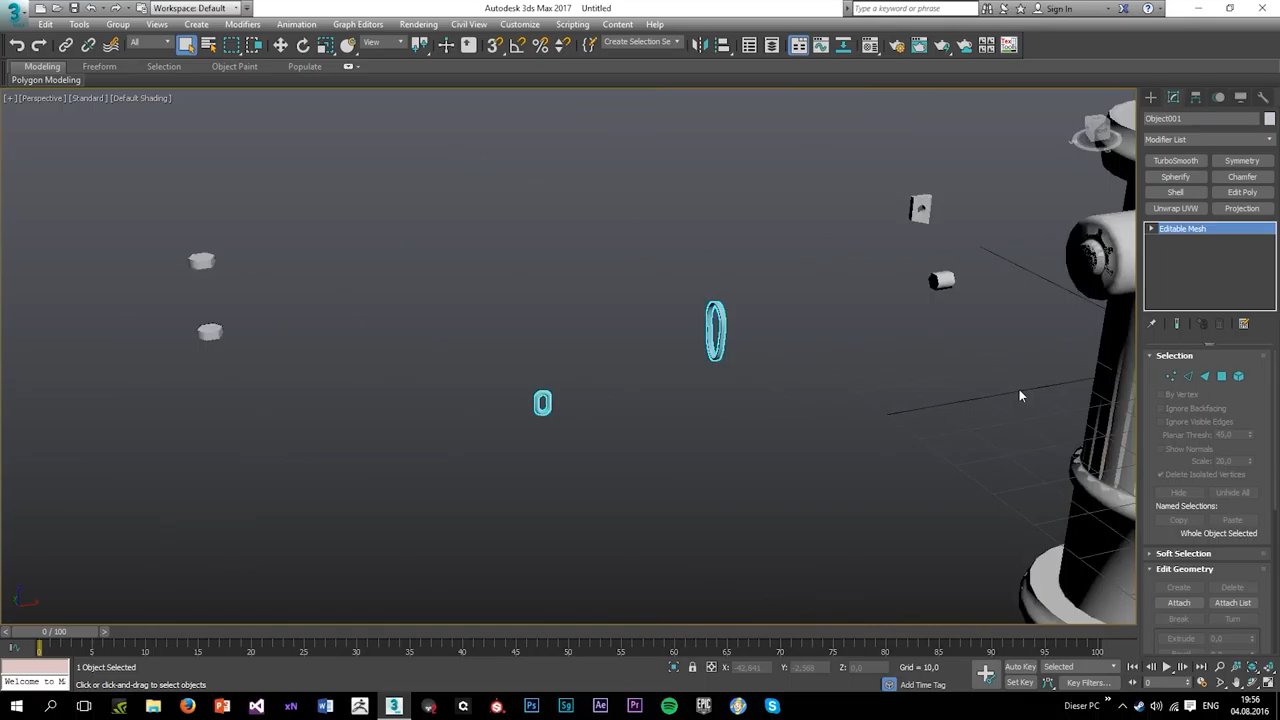 Workspace: Default
Autodesk 3ds Max 2017 Untitled
Type a keyword or phrase
Sign In
Edit Tools Group Views Create Modifiers Animation Graph Editors Rendering Civil View Customize Scripting Content Help
All
View
Create Selection Se
Modeling Freeform Selection Object Paint Populate
Polygon Modeling
[+] [Perspective] [Standard] [Default Shading]
Object001
Modifier List
TurboSmooth Symmetry
Spherify Chamfer
Shell Edit Poly
Unwrap UVW Projection
Editable Mesh
Selection
By Vertex
Ignore Backfacing
Ignore Visible Edges
Planar Thresh: 45,0
Show Normals
Scale: 20,0
Delete Isolated Vertices
Hide Unhide All
Named Selections:
Copy Paste
Whole Object Selected
Soft Selection
Edit Geometry
Create Delete
Attach Attach List
Break Turn
Extrude 0,0
0 / 100
0 5 10 15 20 25 30 35 40 45 50 55 60 65 70 75 80 85 90 95 100
1 Object Selected
X: -42,641 Y: -2,568 Z: 0,0 Grid = 10,0
Auto Key Selected
Welcome to M
Click or click-and-drag to select objects
Add Time Tag
Set Key Key Filters...
0
Dieser PC
ENG
19:56
04.08.2016